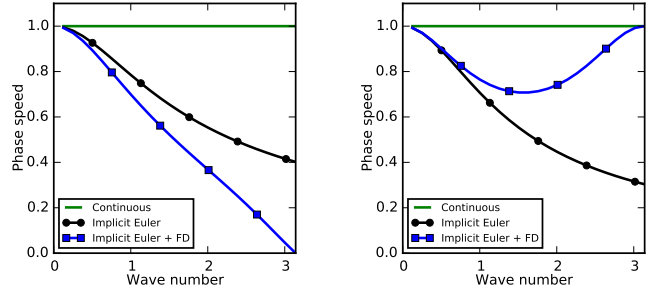 1.0
0.8
0.6
0.4
0.2
0.0
Phase speed
Continuous
Implicit Euler
Implicit Euler + FD
0 1 2 3
Wave number
1.0
0.8
0.6
0.4
0.2
0.0
Phase speed
Continuous
Implicit Euler
Implicit Euler + FD
0 1 2 3
Wave number